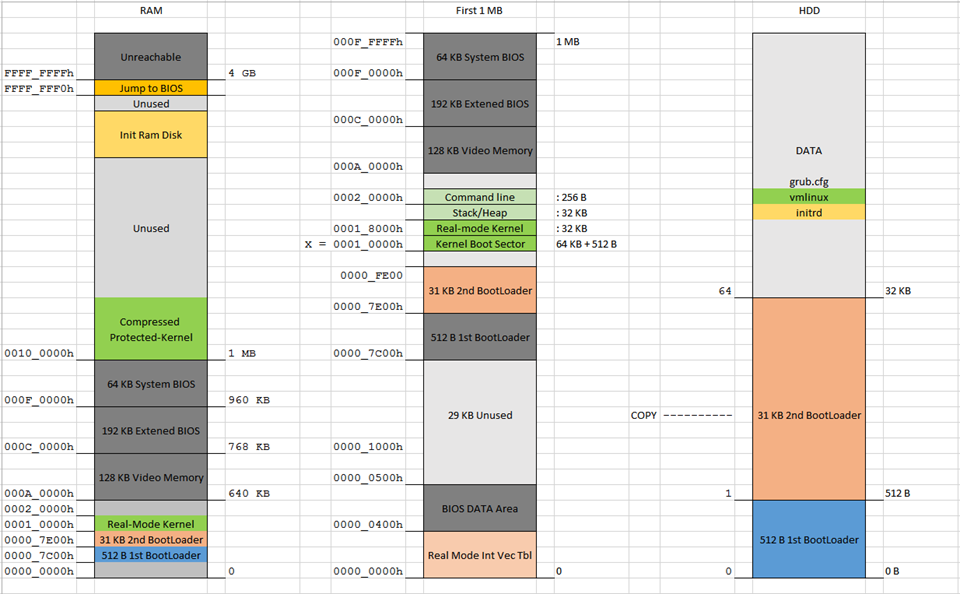 RAM
Unreachable
FFFF_FFFFh
4 GB
FFFF_FFF0h
Jump to BIOS
Unused
Init Ram Disk
Unused
Compressed
Protected-Kernel
0010_0000h
1 MB
64 KB System BIOS
000F_0000h
960 KB
192 KB Extened BIOS
000C_0000h
768 KB
128 KB Video Memory
000A_0000h
640 KB
0002_0000h
0001_0000h
Real-Mode Kernel
0000_7E00h
31 KB 2nd BootLoader
0000_7C00h
512 B 1st BootLoader
0000_0000h
0
First 1 MB
000F_FFFFh
1 MB
64 KB System BIOS
000F_0000h
192 KB Extened BIOS
000C_0000h
128 KB Video Memory
000A_0000h
0002_0000h
Command line
: 256 B
Stack/Heap
: 32 KB
0001_8000h
Real-mode Kernel
: 32 KB
X = 0001_0000h
Kernel Boot Sector
64 KB + 512 B
0000_FE00
31 KB 2nd BootLoader
0000_7E00h
512 B 1st BootLoader
0000_7C00h
29 KB Unused
0000_1000h
0000_0500h
BIOS DATA Area
0000_0400h
Real Mode Int Vec Tbl
0000_0000h
0
HDD
DATA
grub.cfg
vmlinux
initrd
64
32 KB
COPY ----------
31 KB 2nd BootLoader
1
512 B
512 B 1st BootLoader
0
0 B